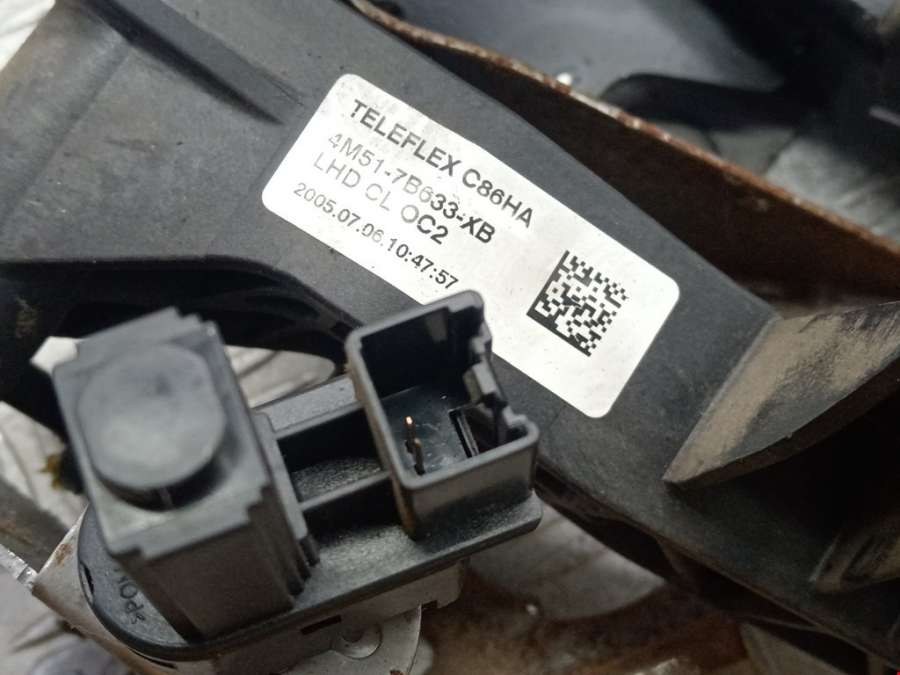 TELEFLEX C86HA
4M51-7B633-XB
LHD CL OC2
2005.07.06.10:47:57